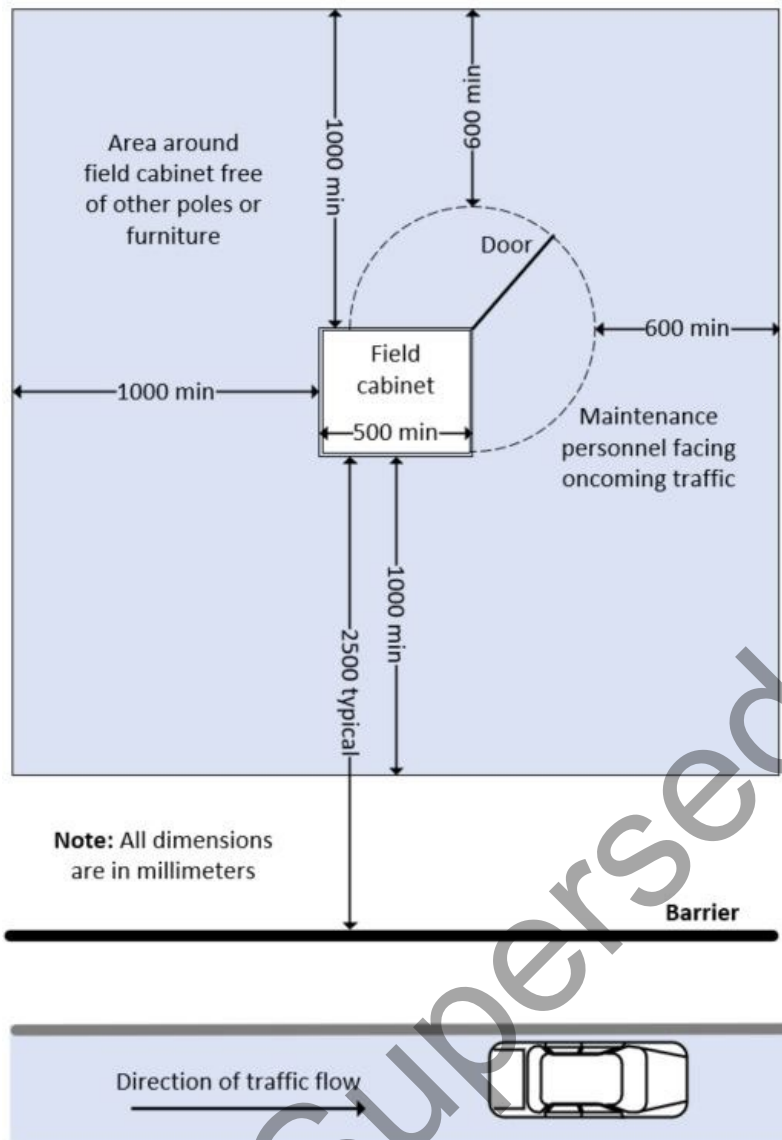 1000 min
600 min
Area around
field cabinet free
of other poles or
furniture
Door
600 min
Field
cabinet
1000 min
500 min
Maintenance
personnel facing
oncoming traffic
1000 min
2500 typical
Note: All dimensions
are in millimeters
Barrier
Direction of traffic flow
Supersed